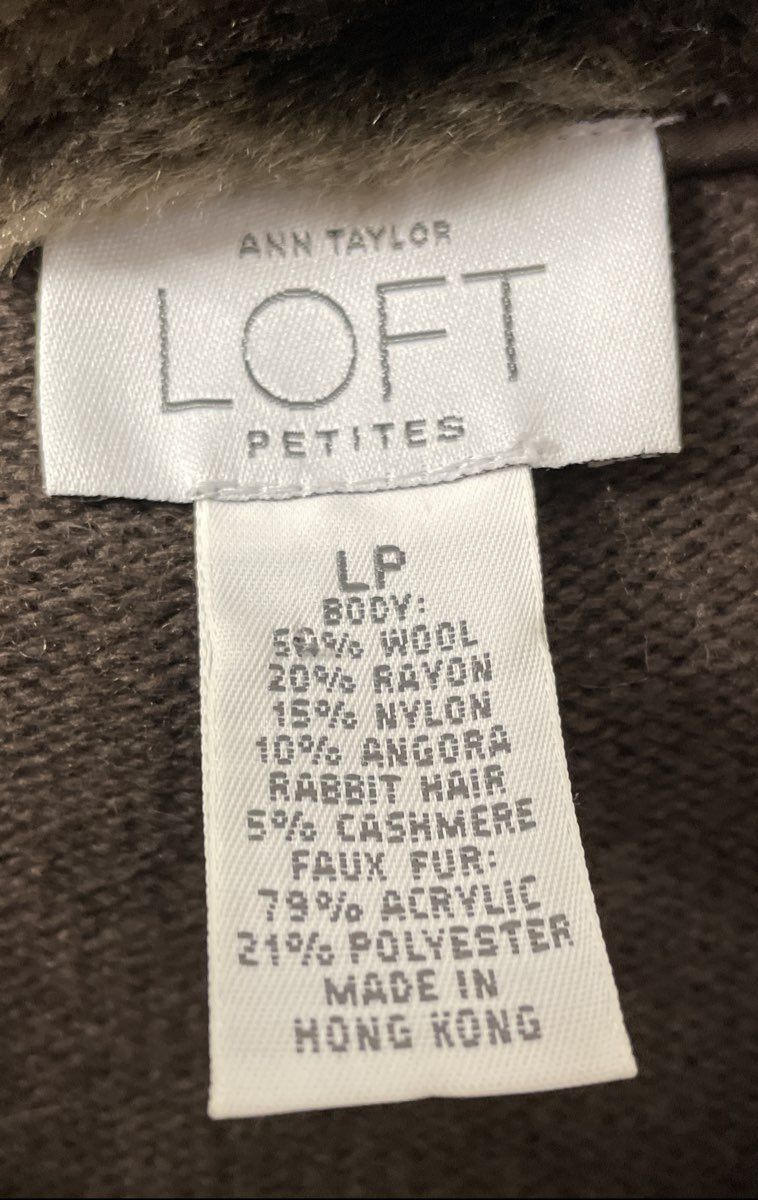 ANN TAYLOR
LOFT
PETITES
LP
BODY:
50% WOOL
20% RAYON
15% NYLON
10% ANGORA
RABBIT HAIR
5% CASHMERE
FAUX FUR:
79% ACRYLIC
21% POLYESTER
MADE IN
HONG KONG